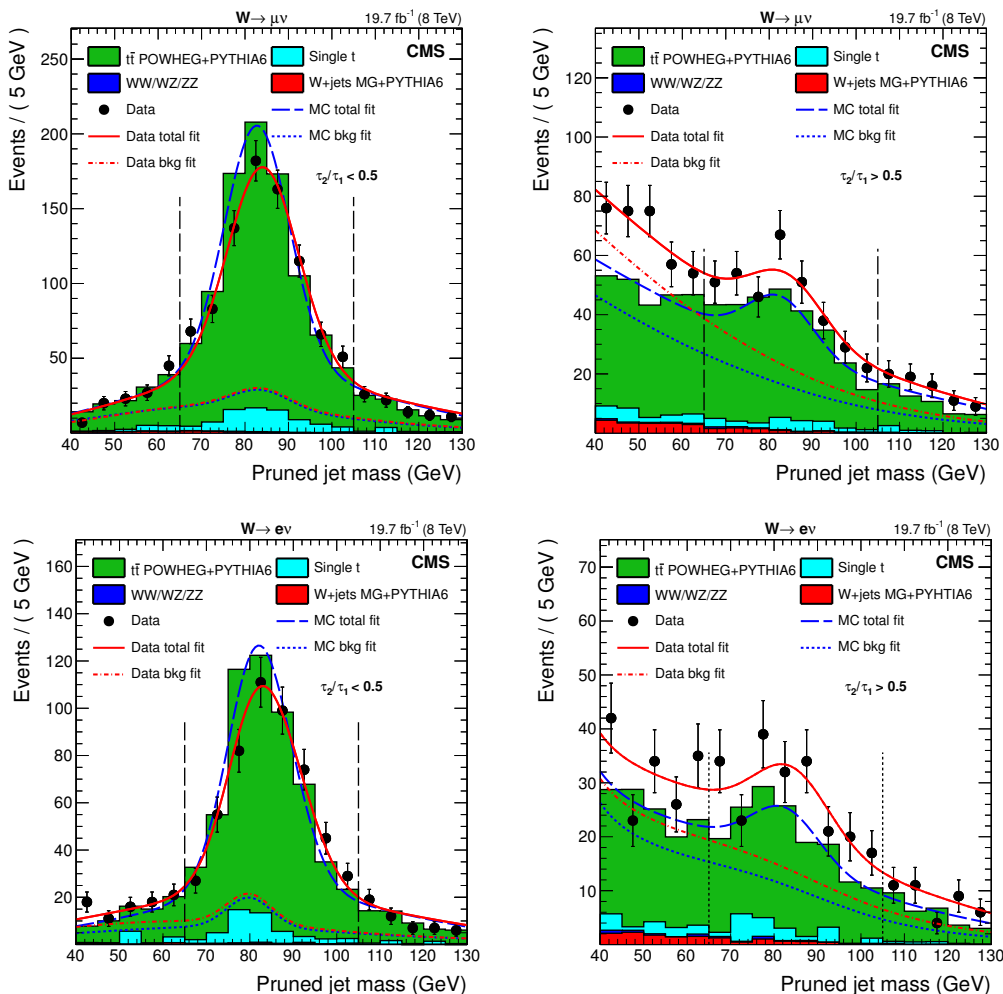 W→ μν 19.7 fb⁻¹ (8 TeV)
CMS
tt̄ POWHEG+PYTHIA6 Single t
WW/WZ/ZZ W+jets MG+PYTHIA6
Data MC total fit
Data total fit MC bkg fit
Data bkg fit
τ₂/τ₁ < 0.5
Events / ( 5 GeV )
250
200
150
100
50
40 50 60 70 80 90 100 110 120 130
Pruned jet mass (GeV)
W→ μν 19.7 fb⁻¹ (8 TeV)
CMS
tt̄ POWHEG+PYTHIA6 Single t
WW/WZ/ZZ W+jets MG+PYTHIA6
Data MC total fit
Data total fit MC bkg fit
Data bkg fit
τ₂/τ₁ > 0.5
Events / ( 5 GeV )
120
100
80
60
40
20
40 50 60 70 80 90 100 110 120 130
Pruned jet mass (GeV)
W→ eν 19.7 fb⁻¹ (8 TeV)
CMS
tt̄ POWHEG+PYTHIA6 Single t
WW/WZ/ZZ W+jets MG+PYTHIA6
Data MC total fit
Data total fit MC bkg fit
Data bkg fit
τ₂/τ₁ < 0.5
Events / ( 5 GeV )
160
140
120
100
80
60
40
20
40 50 60 70 80 90 100 110 120 130
Pruned jet mass (GeV)
W→ eν 19.7 fb⁻¹ (8 TeV)
CMS
tt̄ POWHEG+PYTHIA6 Single t
WW/WZ/ZZ W+jets MG+PYHTIA6
Data MC total fit
Data total fit MC bkg fit
Data bkg fit
τ₂/τ₁ > 0.5
Events / ( 5 GeV )
70
60
50
40
30
20
10
40 50 60 70 80 90 100 110 120 130
Pruned jet mass (GeV)